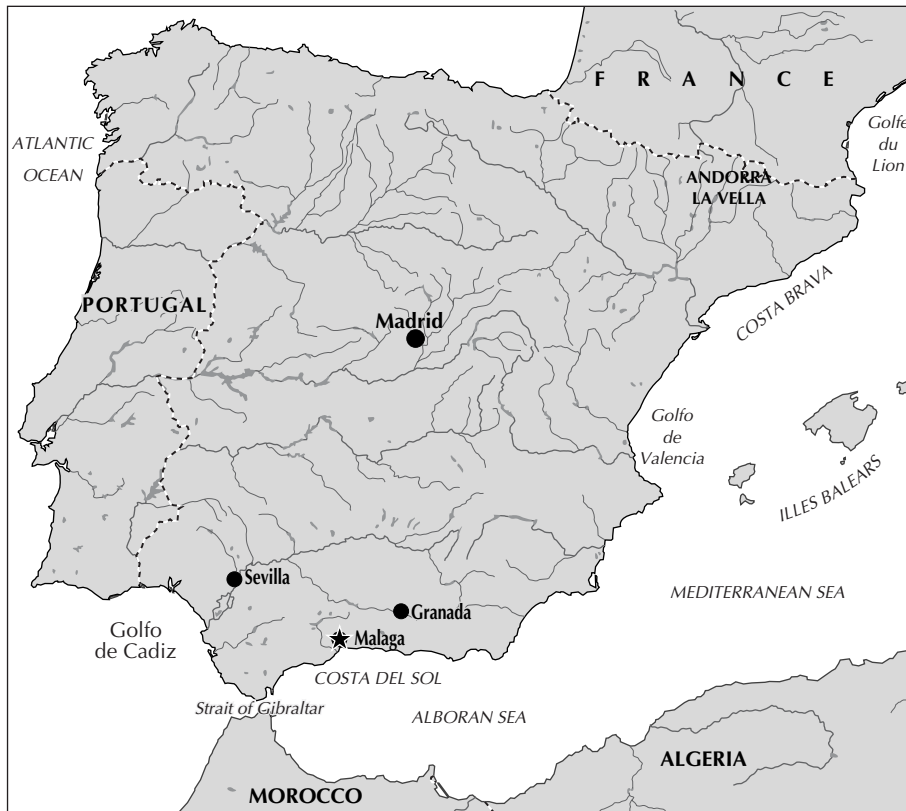 FRANCE
Golfe
du
Lion
ATLANTIC
OCEAN
ANDORRA
LA VELLA
PORTUGAL
COSTA BRAVA
Madrid
Golfo
de
Valencia
ILLES BALEARS
Sevilla
MEDITERRANEAN SEA
Granada
Golfo
de Cadiz
Malaga
COSTA DEL SOL
Strait of Gibraltar
ALBORAN SEA
ALGERIA
MOROCCO